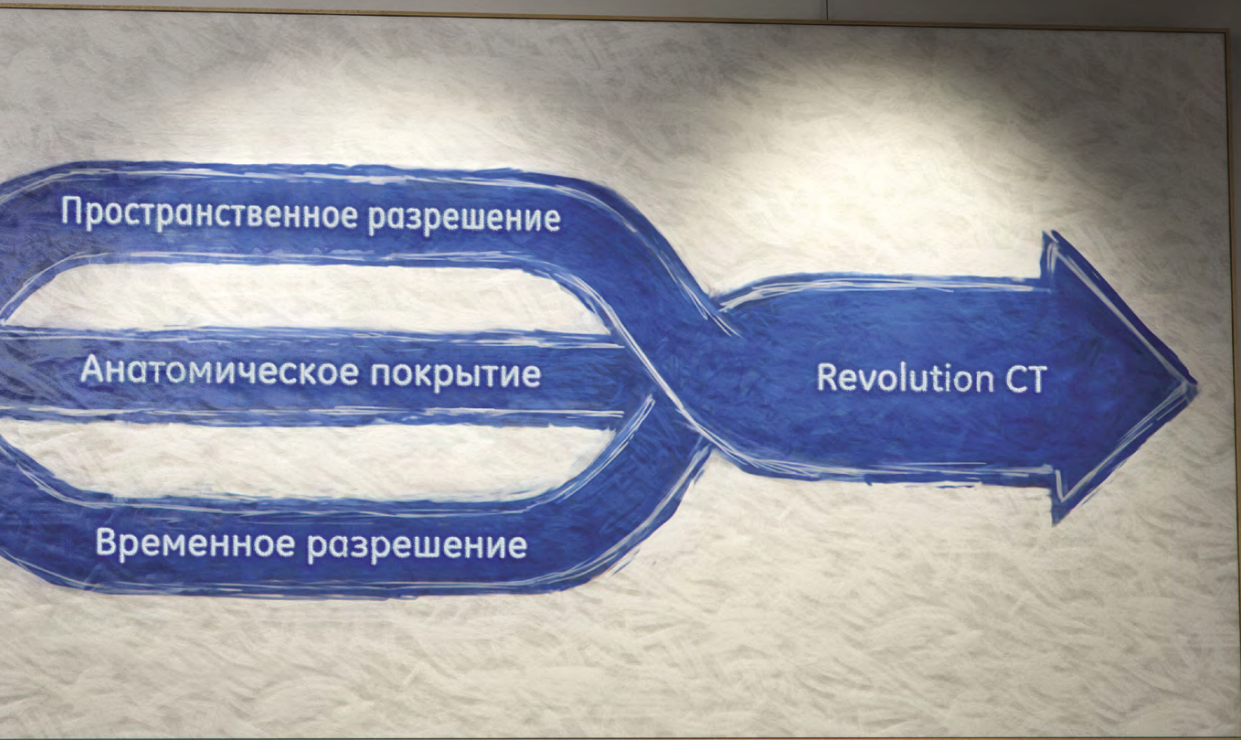 Пространственное разрешение
Анатомическое покрытие
Revolution CT
Временное разрешение